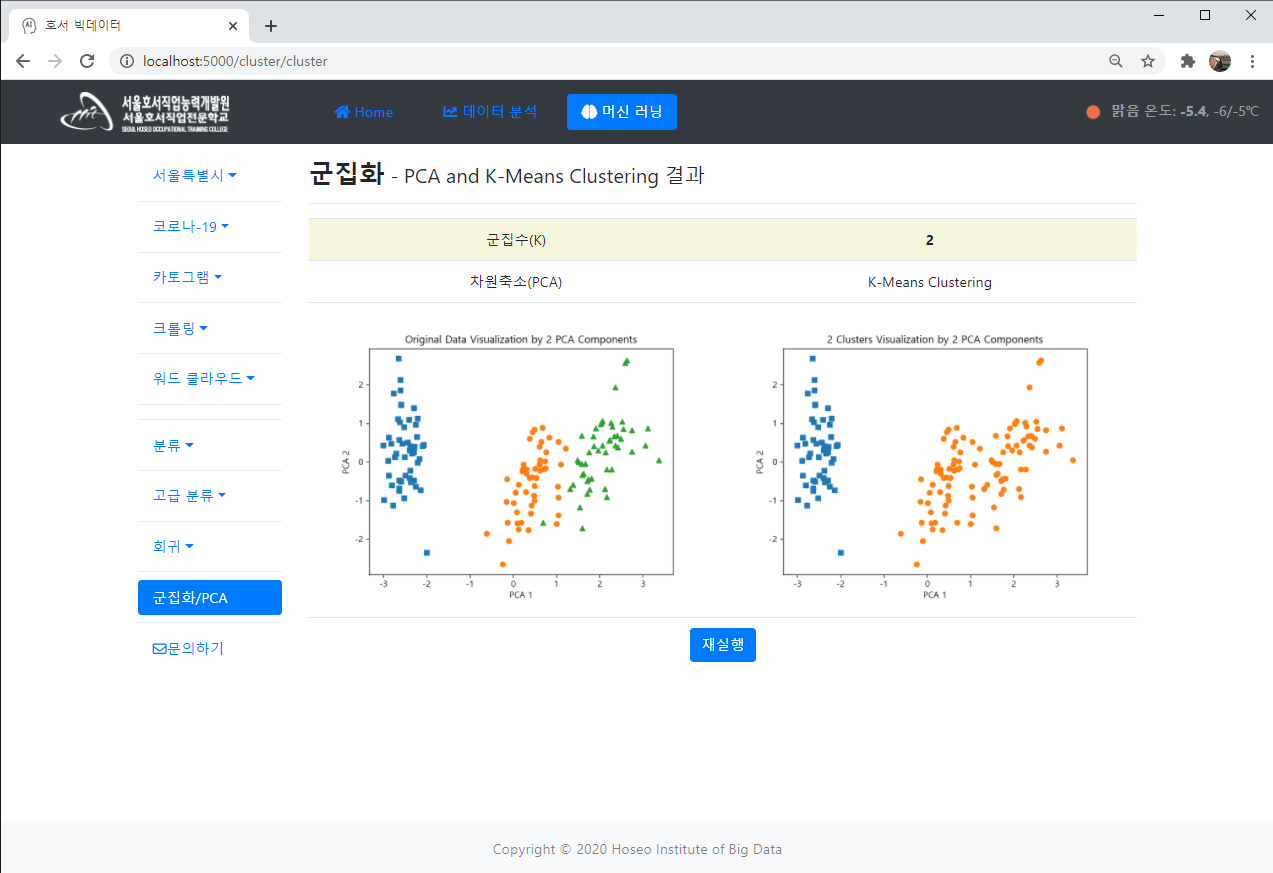 호서 빅데이터
localhost:5000/cluster/cluster
서울호서직업능력개발원
서울호서직업전문학교
SEOUL HOSEO OCCUPATIONAL TRAINING COLLEGE
Home
데이터 분석
머신 러닝
맑음 온도: -5.4, -6/-5℃
서울특별시
코로나-19
카토그램
크롤링
워드 클라우드
분류
고급 분류
회귀
군집화/PCA
문의하기
군집화 - PCA and K-Means Clustering 결과
군집수(K) 2
차원축소(PCA) K-Means Clustering
Original Data Visualization by 2 PCA Components
PCA 2
2
1
0
-1
-2
-3 -2 -1 0 1 2 3
PCA 1
2 Clusters Visualization by 2 PCA Components
PCA 2
2
1
0
-1
-2
-3 -2 -1 0 1 2 3
PCA 1
재실행
Copyright © 2020 Hoseo Institute of Big Data